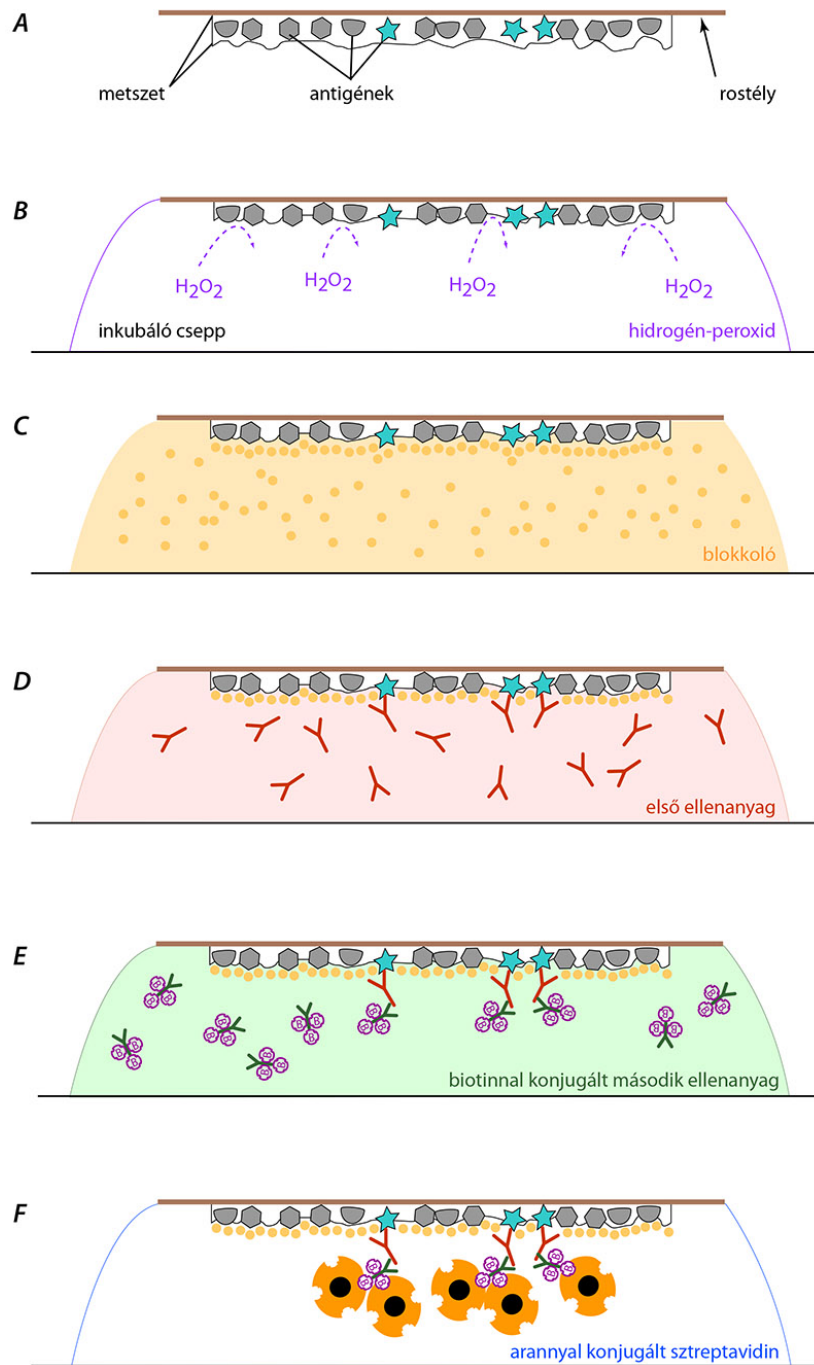 A
metszet
antigének
rostély
B
H₂O₂
H₂O₂
H₂O₂
H₂O₂
inkubáló csepp
hidrogén-peroxid
C
blokkoló
D
első ellenanyag
E
B B B
biotinnal konjugált második ellenanyag
F
arannyal konjugált sztreptavidin